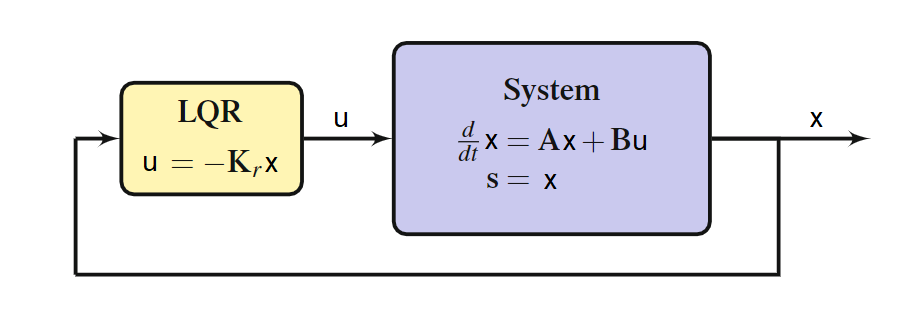 LQR
u = −K_r x
u
System
d/dt x = Ax + Bu
s = x
x